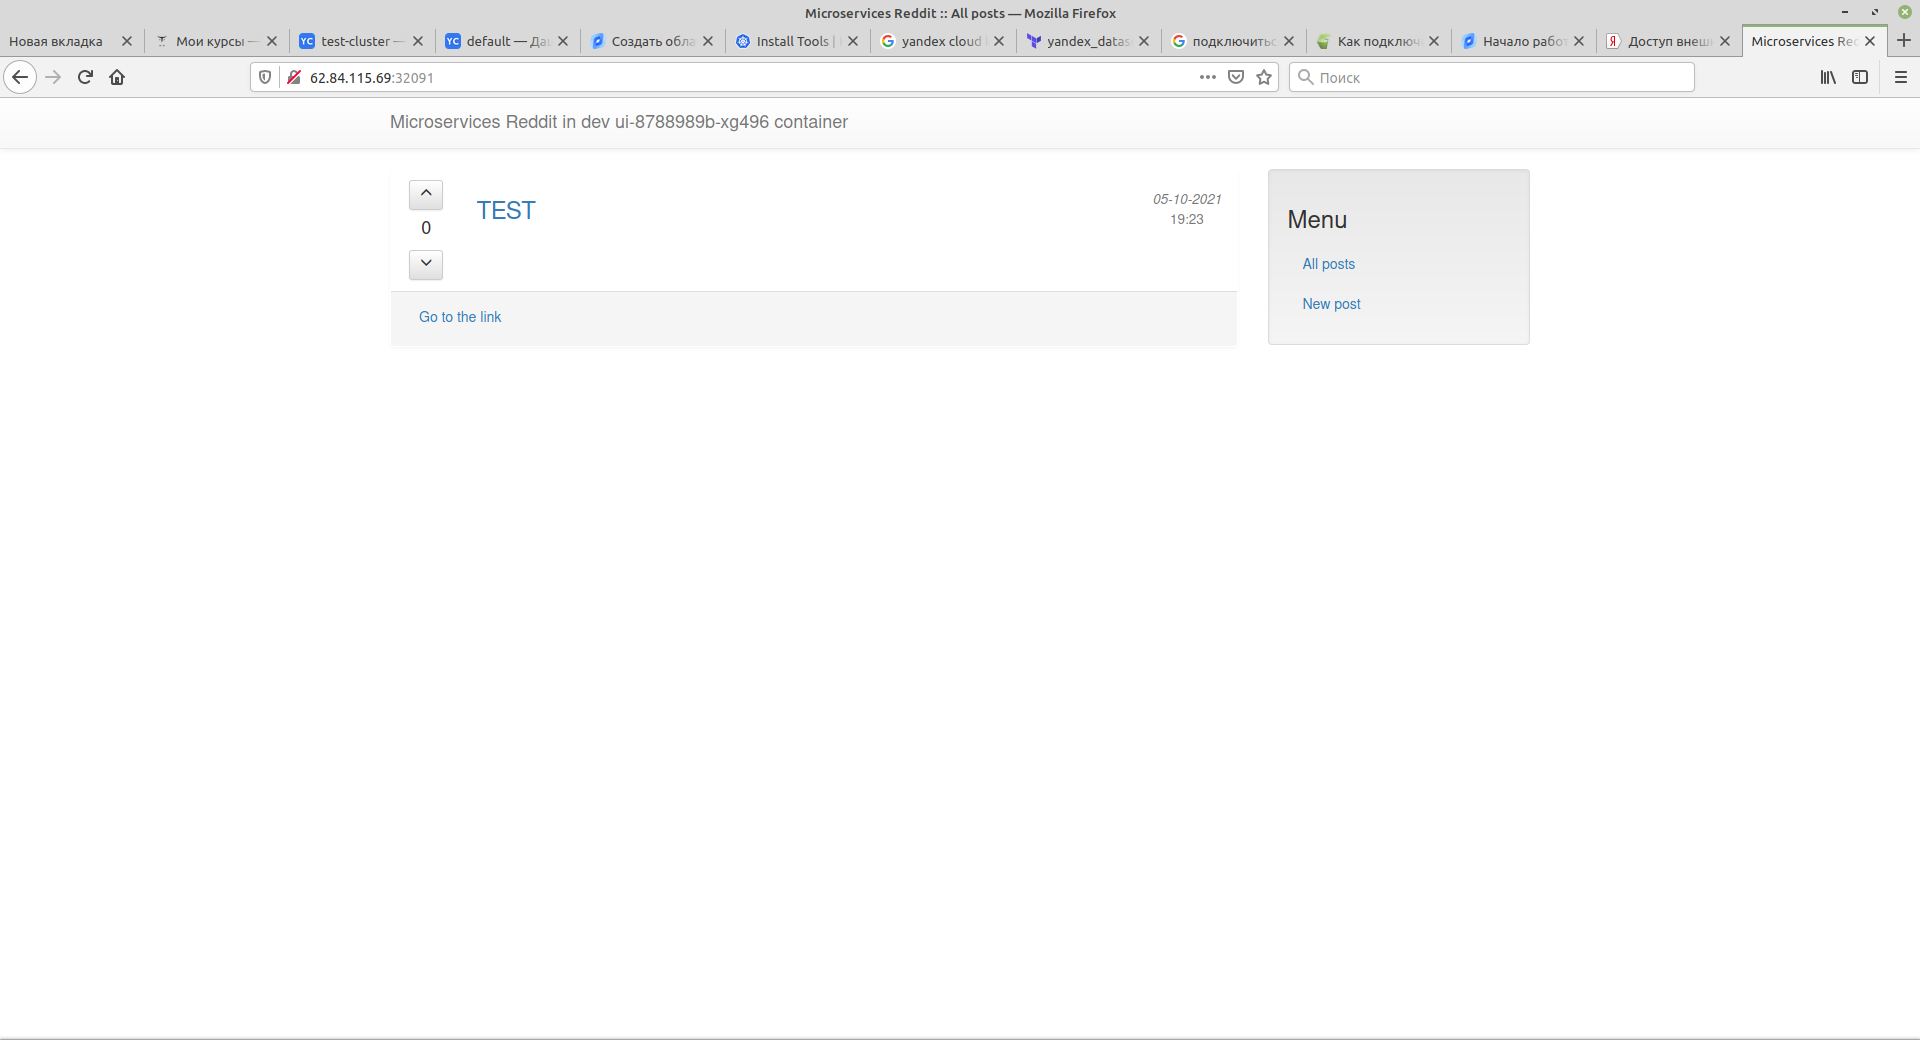 Microservices Reddit :: All posts — Mozilla Firefox
Новая вкладка
Мои курсы —
test-cluster —
default — Да
Создать обла
Install Tools |
yandex cloud
yandex_datas
подключитьс
Как подключ
Начало работ
Доступ внеш
Microservices Rec
62.84.115.69:32091
Поиск
Microservices Reddit in dev ui-8788989b-xg496 container
0
TEST
05-10-2021
19:23
Go to the link
Menu
All posts
New post